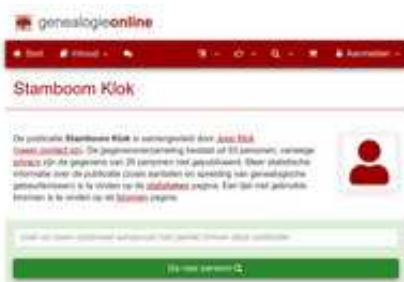 genealogieonline
Start Inhoud Aanmelden
Stamboom Klok
De publicatie Stamboom Klok is samengesteld door
(neem contact op). De gegevensverzameling bestaat uit personen, vanwege
privacy zijn de gegevens van personen niet gepubliceerd. Meer statistische
informatie over de publicatie (zoals aantallen en spreiding van genealogische
gebeurtenissen) is te vinden op de statistieken pagina. Een lijst met gebruikte
bronnen is te vinden op de bronnen pagina.
Ga naar persoon